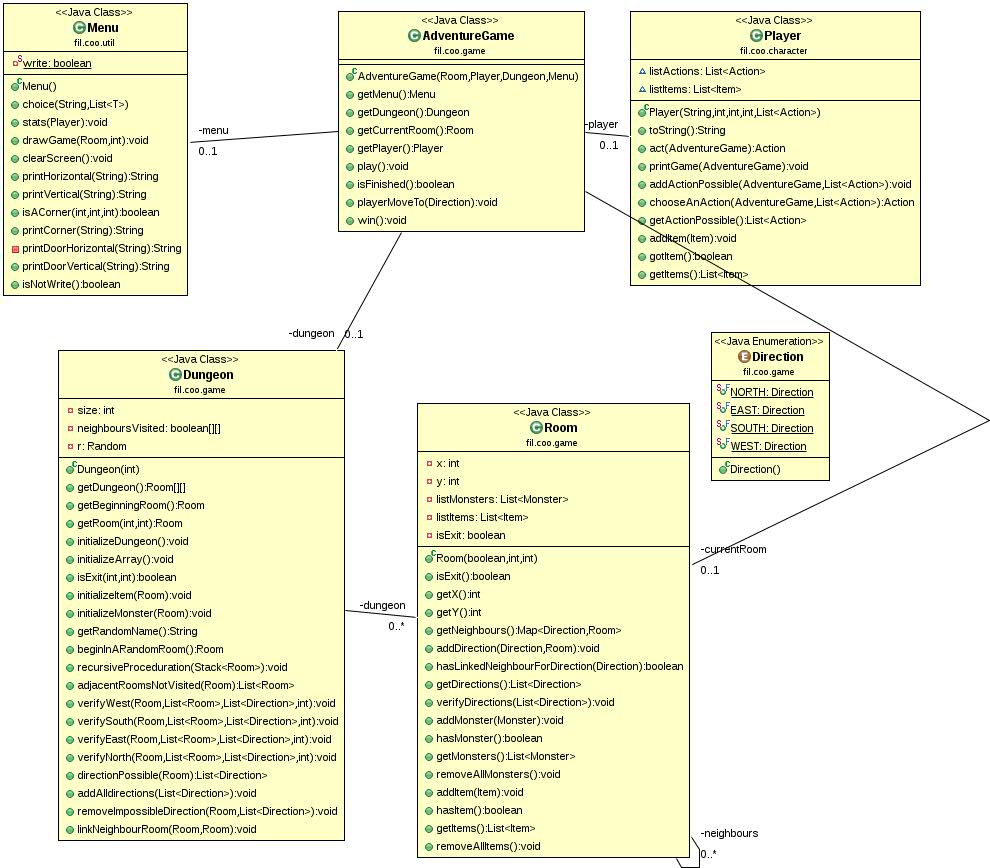 <<Java Class>>
Menu
fil.coo.util
write: boolean
Menu()
choice(String,List<T>)
stats(Player):void
drawGame(Room,int):void
clearScreen():void
printHorizontal(String):String
printVertical(String):String
isACorner(int,int,int):boolean
printCorner(String):String
printDoorHorizontal(String):String
printDoorVertical(String):String
isNotWrite():boolean
-menu
0..1
<<Java Class>>
AdventureGame
fil.coo.game
AdventureGame(Room,Player,Dungeon,Menu)
getMenu():Menu
getDungeon():Dungeon
getCurrentRoom():Room
getPlayer():Player
play():void
isFinished():boolean
playerMoveTo(Direction):void
win():void
-player
0..1
<<Java Class>>
Player
fil.coo.character
listActions: List<Action>
listItems: List<Item>
Player(String,int,int,int,List<Action>)
toString():String
act(AdventureGame):Action
printGame(AdventureGame):void
addActionPossible(AdventureGame,List<Action>):void
chooseAnAction(AdventureGame,List<Action>):Action
getActionPossible():List<Action>
addItem(Item):void
gotItem():boolean
getItems():List<Item>
-dungeon
0..1
<<Java Class>>
Dungeon
fil.coo.game
size: int
neighboursVisited: boolean[][]
r: Random
Dungeon(int)
getDungeon():Room[][]
getBeginningRoom():Room
getRoom(int,int):Room
initializeDungeon():void
initializeArray():void
isExit(int,int):boolean
initializeItem(Room):void
initializeMonster(Room):void
getRandomName():String
beginInARandomRoom():Room
recursiveProceduration(Stack<Room>):void
adjacentRoomsNotVisited(Room):List<Room>
verifyWest(Room,List<Room>,List<Direction>,int):void
verifySouth(Room,List<Room>,List<Direction>,int):void
verifyEast(Room,List<Room>,List<Direction>,int):void
verifyNorth(Room,List<Room>,List<Direction>,int):void
directionPossible(Room):List<Direction>
addAlldirections(List<Direction>):void
removeImpossibleDirection(Room,List<Direction>):void
linkNeighbourRoom(Room,Room):void
-dungeon
0..*
<<Java Class>>
Room
fil.coo.game
x: int
y: int
listMonsters: List<Monster>
listItems: List<Item>
isExit: boolean
Room(boolean,int,int)
isExit():boolean
getX():int
getY():int
getNeighbours():Map<Direction,Room>
addDirection(Direction,Room):void
hasLinkedNeighbourForDirection(Direction):boolean
getDirections():List<Direction>
verifyDirections(List<Direction>):void
addMonster(Monster):void
hasMonster():boolean
getMonsters():List<Monster>
removeAllMonsters():void
addItem(Item):void
hasItem():boolean
getItems():List<Item>
removeAllItems():void
<<Java Enumeration>>
Direction
fil.coo.game
NORTH: Direction
EAST: Direction
SOUTH: Direction
WEST: Direction
Direction()
-currentRoom
0..1
-neighbours
0..*